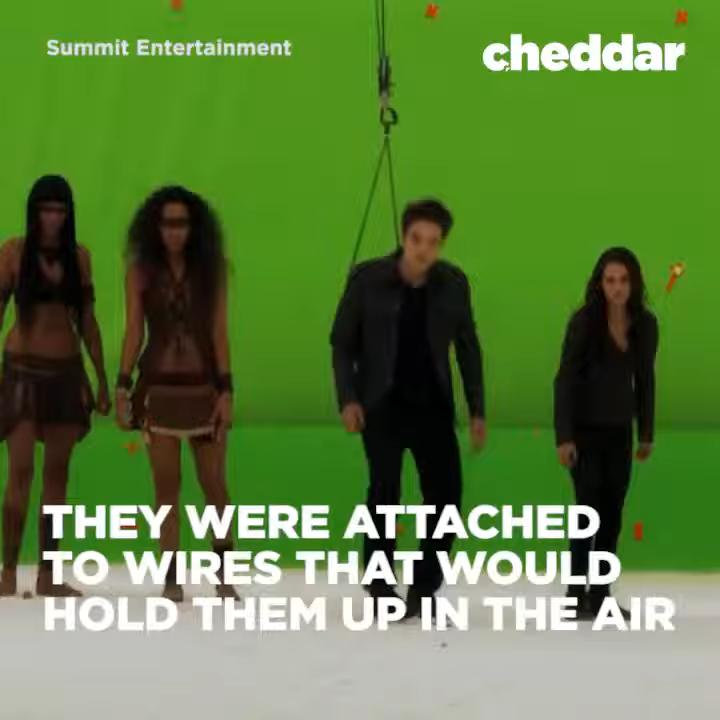 Summit Entertainment
cheddar
THEY WERE ATTACHED
TO WIRES THAT WOULD
HOLD THEM UP IN THE AIR